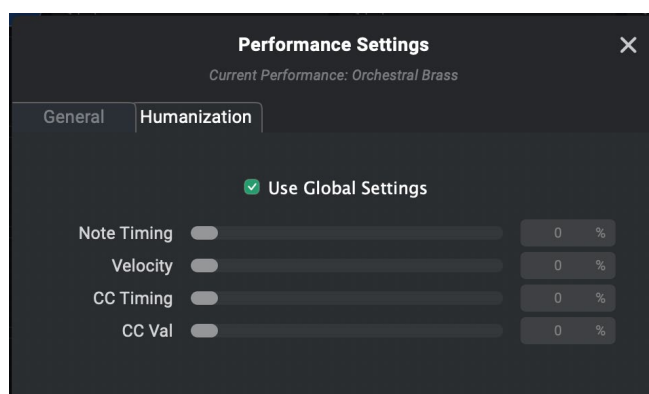 Performance Settings
Current Performance: Orchestral Brass
General Humanization
Use Global Settings
Note Timing 0 %
Velocity 0 %
CC Timing 0 %
CC Val 0 %